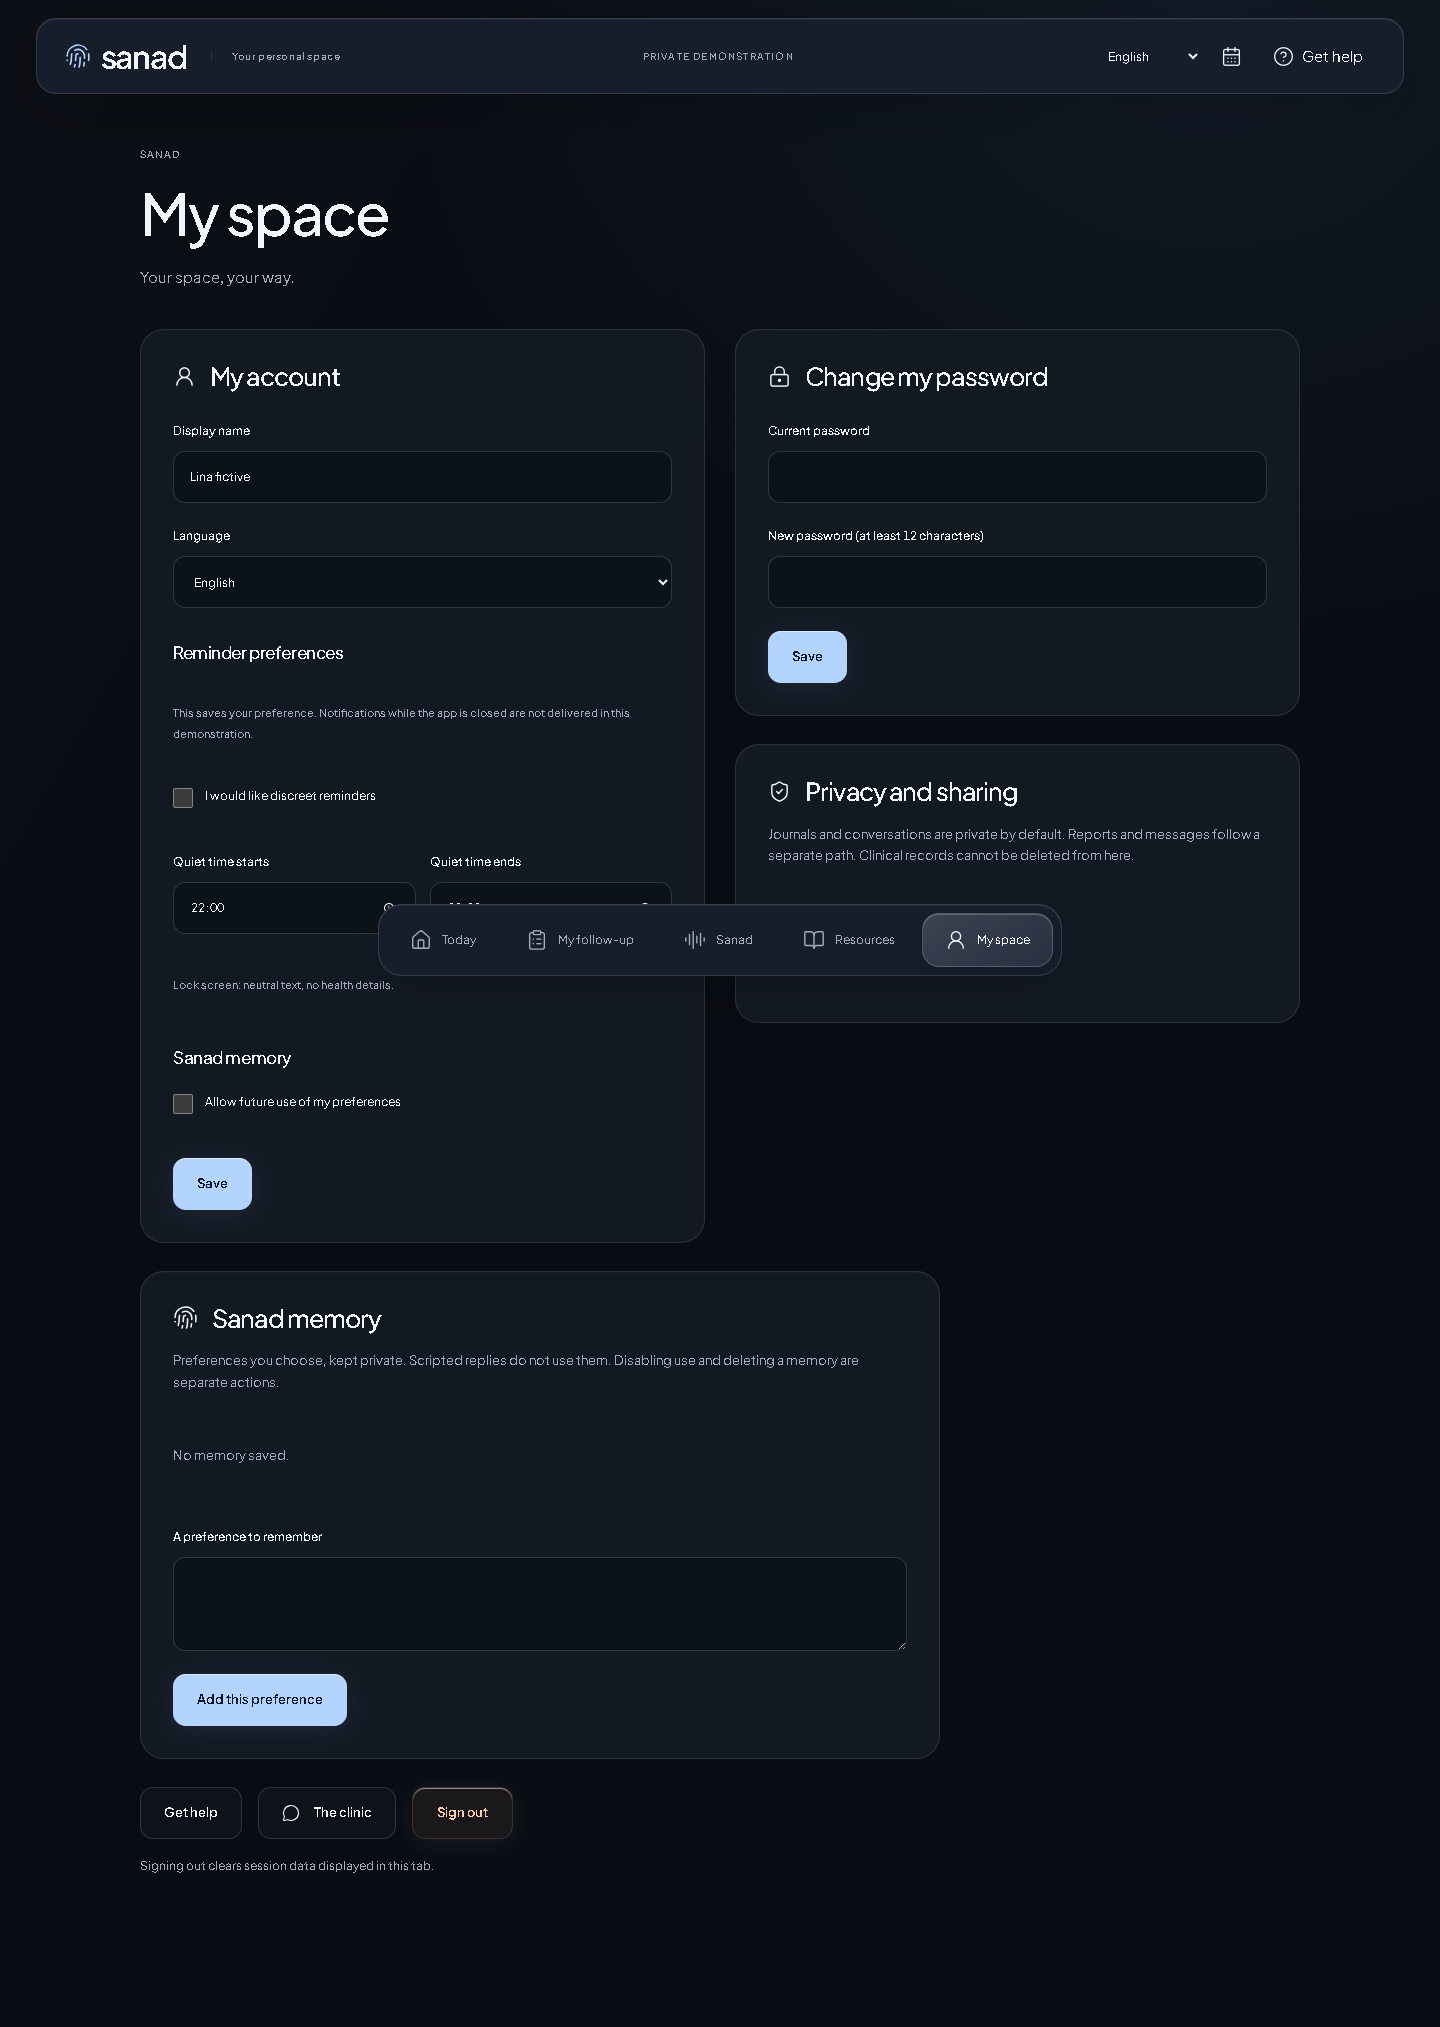 sanad
Your personal space
PRIVATE DEMONSTRATION
English
Get help
SANAD
My space
Your space, your way.
My account
Display name
Lina fictive
Language
English
Reminder preferences
This saves your preference. Notifications while the app is closed are not delivered in this
demonstration.
I would like discreet reminders
Quiet time starts
Quiet time ends
22:00
Lock screen: neutral text, no health details.
Sanad memory
Allow future use of my preferences
Save
Change my password
Current password
New password (at least 12 characters)
Save
Privacy and sharing
Journals and conversations are private by default. Reports and messages follow a
separate path. Clinical records cannot be deleted from here.
Today
My follow-up
Sanad
Resources
My space
Sanad memory
Preferences you choose, kept private. Scripted replies do not use them. Disabling use and deleting a memory are
separate actions.
No memory saved.
A preference to remember
Add this preference
Get help
The clinic
Sign out
Signing out clears session data displayed in this tab.